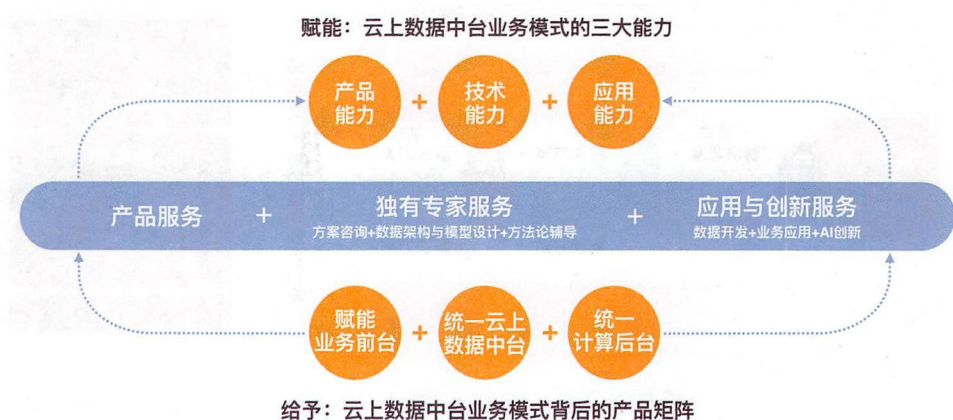 赋能：云上数据中台业务模式的三大能力
产品
能力
+
技术
能力
+
应用
能力
产品服务
+
独有专家服务
方案咨询+数据架构与模型设计+方法论辅导
+
应用与创新服务
数据开发+业务应用+AI创新
赋能
业务前台
+
统一云上
数据中台
+
统一
计算后台
给予：云上数据中台业务模式背后的产品矩阵